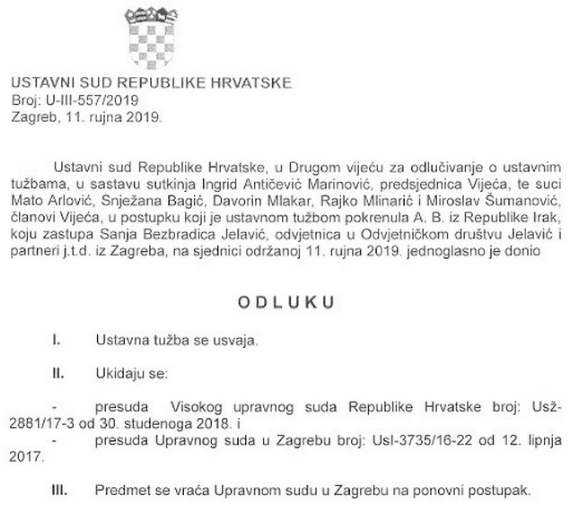 USTAVNI SUD REPUBLIKE HRVATSKE
Broj: U-III-557/2019
Zagreb, 11. rujna 2019.
Ustavni sud Republike Hrvatske, u Drugom vijeću za odlučivanje o ustavnim
tužbama, u sastavu sutkinja Ingrid Antičević Marinović, predsjednica Vijeća, te suci
Mato Arlović, Snježana Bagić, Davorin Mlakar, Rajko Mlinarić i Miroslav Šumanović,
članovi Vijeća, u postupku koji je ustavnom tužbom pokrenula A. B. iz Republike Irak,
koju zastupa Sanja Bezbradica Jelavić, odvjetnica u Odvjetničkom društvu Jelavić i
partneri j.t.d. iz Zagreba, na sjednici održanoj 11. rujna 2019. jednoglasno je donio
O D L U K U
I. Ustavna tužba se usvaja.
II. Ukidaju se:
- presuda Visokog upravnog suda Republike Hrvatske broj: Usž-
2881/17-3 od 30. studenoga 2018. i
- presuda Upravnog suda u Zagrebu broj: UsI-3735/16-22 od 12. lipnja
2017.
III. Predmet se vraća Upravnom sudu u Zagrebu na ponovni postupak.